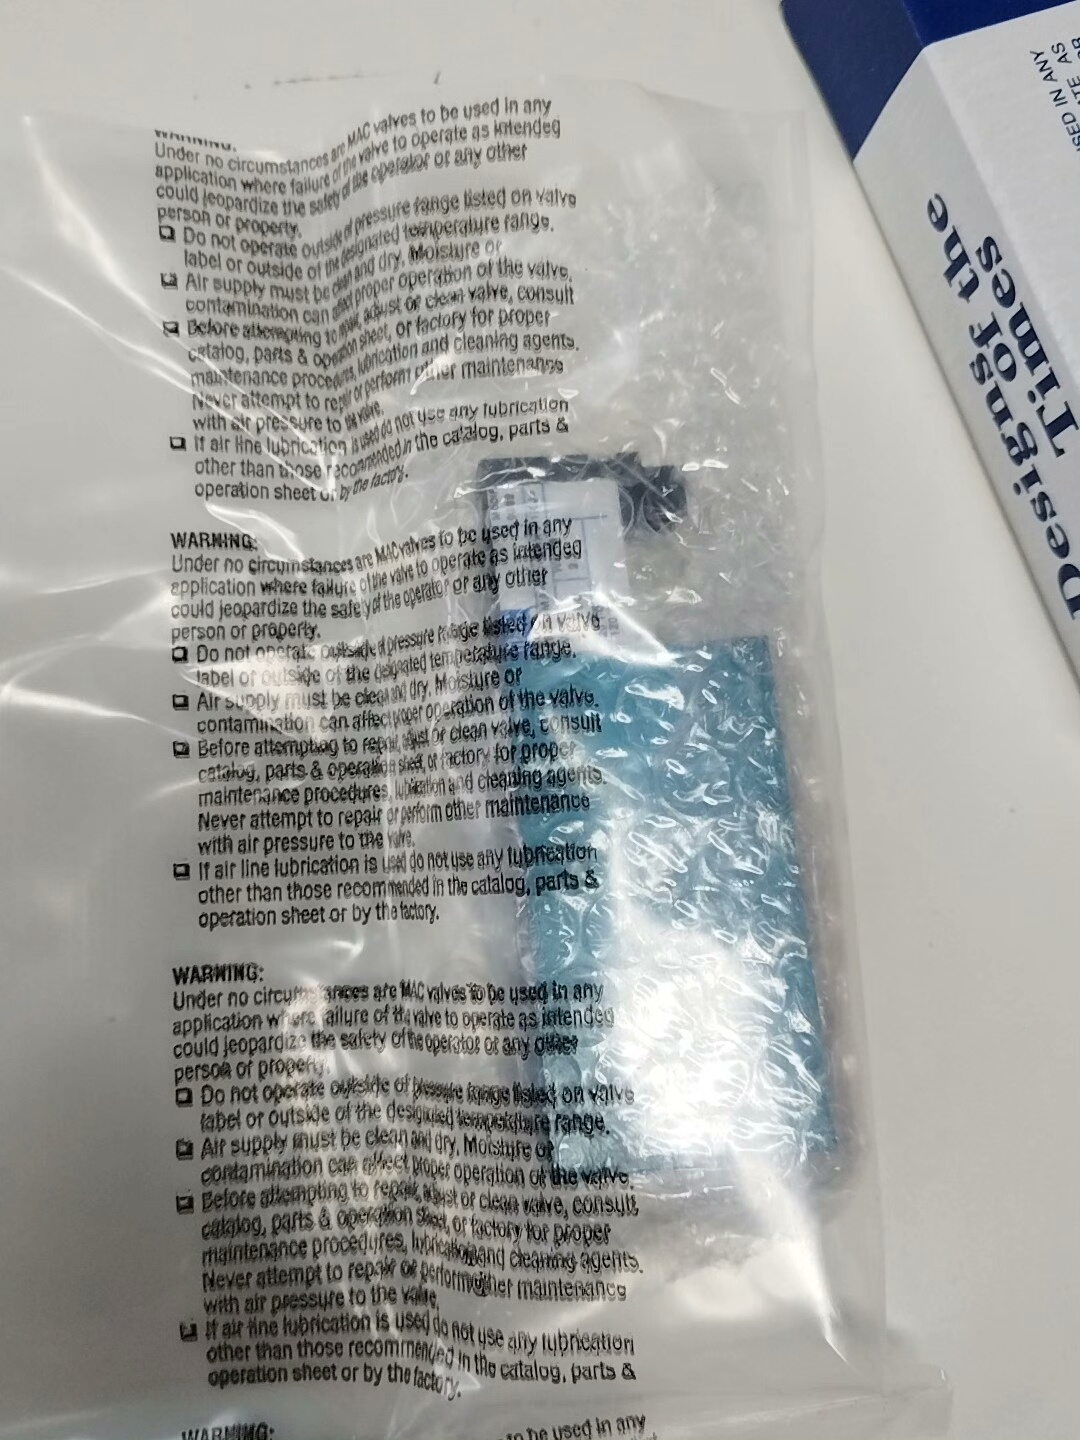 WARNING:
Under no circumstances are MAC valves to be used in any
application where failure of the valve to operate as intended
could jeopardize the safety of the operator or any other
person or property.
Do not operate outside of pressure range listed on valve
label or outside of the designated temperature range.
Air supply must be clean and dry. Moisture or
contamination can affect proper operation of the valve.
Before attempting to repair, adjust or clean valve, consult
catalog, parts & operation sheet, or factory for proper
maintenance procedures, lubrication and cleaning agents.
Never attempt to repair or perform other maintenance
with air pressure to the valve.
If air line lubrication is used do not use any lubrication
other than those recommended in the catalog, parts &
operation sheet or by the factory.
WARNING:
Under no circumstances are MAC valves to be used in any
application where failure of the valve to operate as intended
could jeopardize the safety of the operator or any other
person or property.
Do not operate outside of pressure range listed on valve
label or outside of the designated temperature range.
Air supply must be clean and dry. Moisture or
contamination can affect proper operation of the valve.
Before attempting to repair, adjust or clean valve, consult
catalog, parts & operation sheet, or factory for proper
maintenance procedures, lubrication and cleaning agents.
Never attempt to repair or perform other maintenance
with air pressure to the valve.
If air line lubrication is used do not use any lubrication
other than those recommended in the catalog, parts &
operation sheet or by the factory.
WARNING:
Under no circumstances are MAC valves to be used in any
application where failure of the valve to operate as intended
could jeopardize the safety of the operator or any other
person or property.
Do not operate outside of pressure range listed on valve
label or outside of the designated temperature range.
Air supply must be clean and dry. Moisture or
contamination can affect proper operation of the valve.
Before attempting to repair, adjust or clean valve, consult
catalog, parts & operation sheet, or factory for proper
maintenance procedures, lubrication and cleaning agents.
Never attempt to repair or perform other maintenance
with air pressure to the valve.
If air line lubrication is used do not use any lubrication
other than those recommended in the catalog, parts &
operation sheet or by the factory.
WARNING:
to be used in any
Designs
of the
Times
USED IN ANY
AS